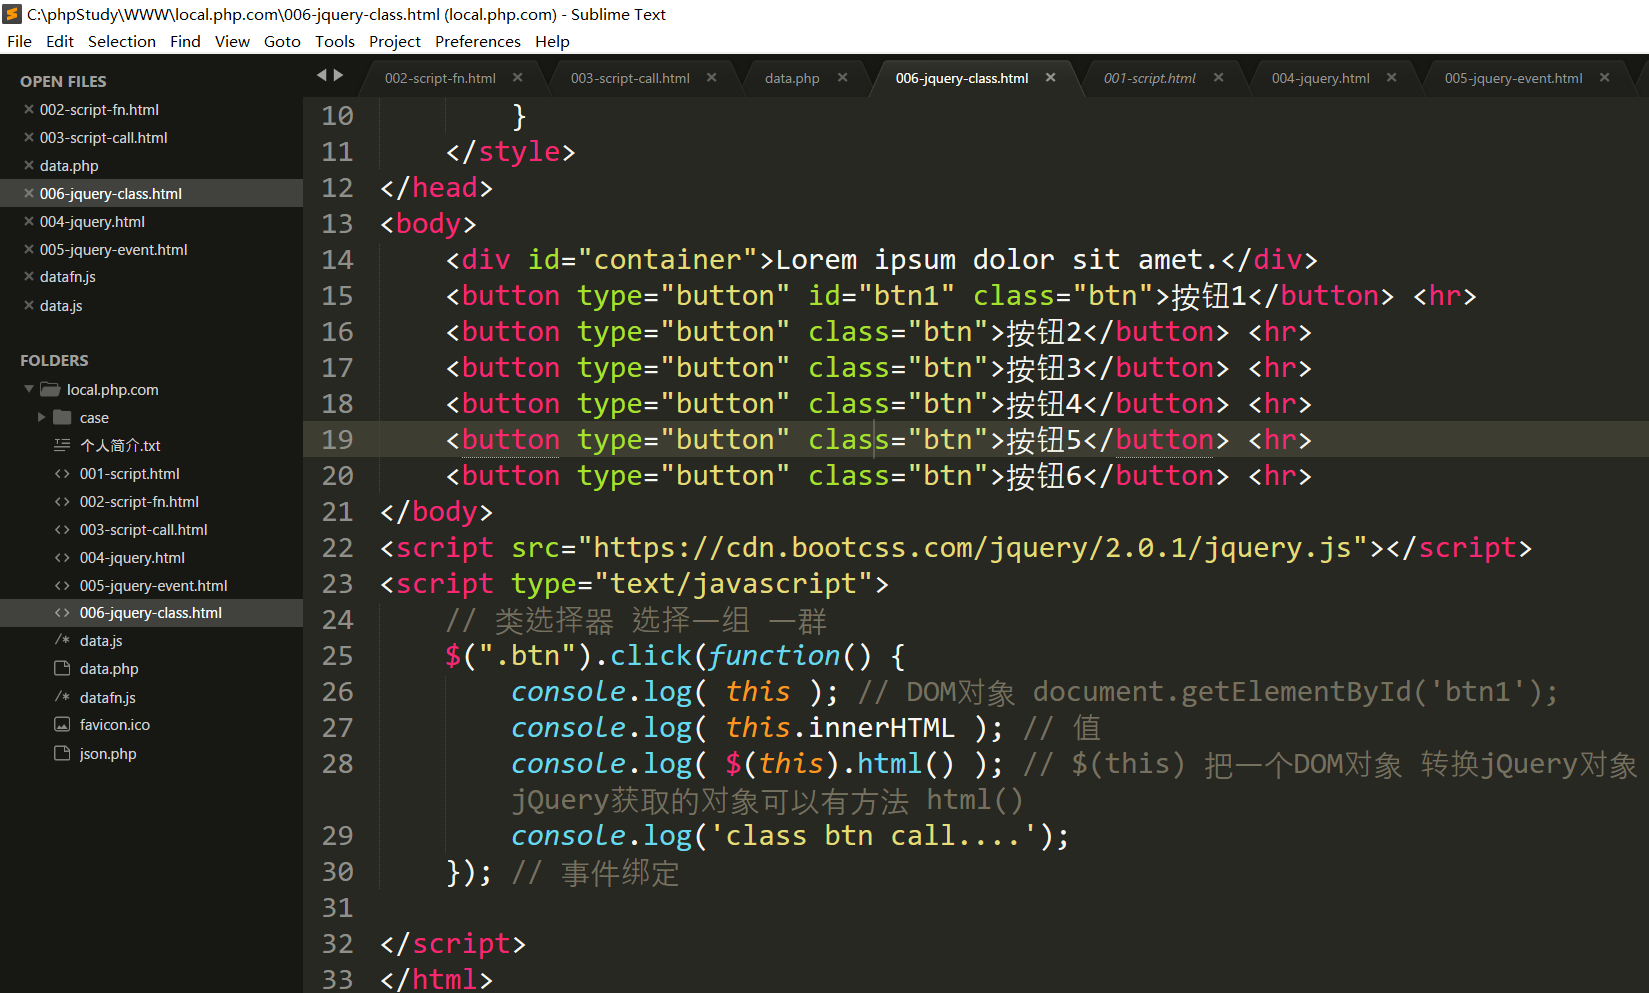 C:\phpStudy\WWW\local.php.com\006-jquery-class.html (local.php.com) - Sublime Text
File Edit Selection Find View Goto Tools Project Preferences Help
OPEN FILES
002-script-fn.html
003-script-call.html
data.php
006-jquery-class.html
004-jquery.html
005-jquery-event.html
datafn.js
data.js
FOLDERS
local.php.com
case
个人简介.txt
001-script.html
002-script-fn.html
003-script-call.html
004-jquery.html
005-jquery-event.html
006-jquery-class.html
data.js
data.php
datafn.js
favicon.ico
json.php
002-script-fn.html 003-script-call.html data.php 006-jquery-class.html 001-script.html 004-jquery.html 005-jquery-event.html
10 }
11 </style>
12 </head>
13 <body>
14 <div id="container">Lorem ipsum dolor sit amet.</div>
15 <button type="button" id="btn1" class="btn">按钮1</button> <hr>
16 <button type="button" class="btn">按钮2</button> <hr>
17 <button type="button" class="btn">按钮3</button> <hr>
18 <button type="button" class="btn">按钮4</button> <hr>
19 <button type="button" class="btn">按钮5</button> <hr>
20 <button type="button" class="btn">按钮6</button> <hr>
21 </body>
22 <script src="https://cdn.bootcss.com/jquery/2.0.1/jquery.js"></script>
23 <script type="text/javascript">
24 // 类选择器 选择一组 一群
25 $(".btn").click(function() {
26 console.log( this ); // DOM对象 document.getElementById('btn1');
27 console.log( this.innerHTML ); // 值
28 console.log( $(this).html() ); // $(this) 把一个DOM对象 转换jQuery对象
jQuery获取的对象可以有方法 html()
29 console.log('class btn call....');
30 }); // 事件绑定
31
32 </script>
33 </html>